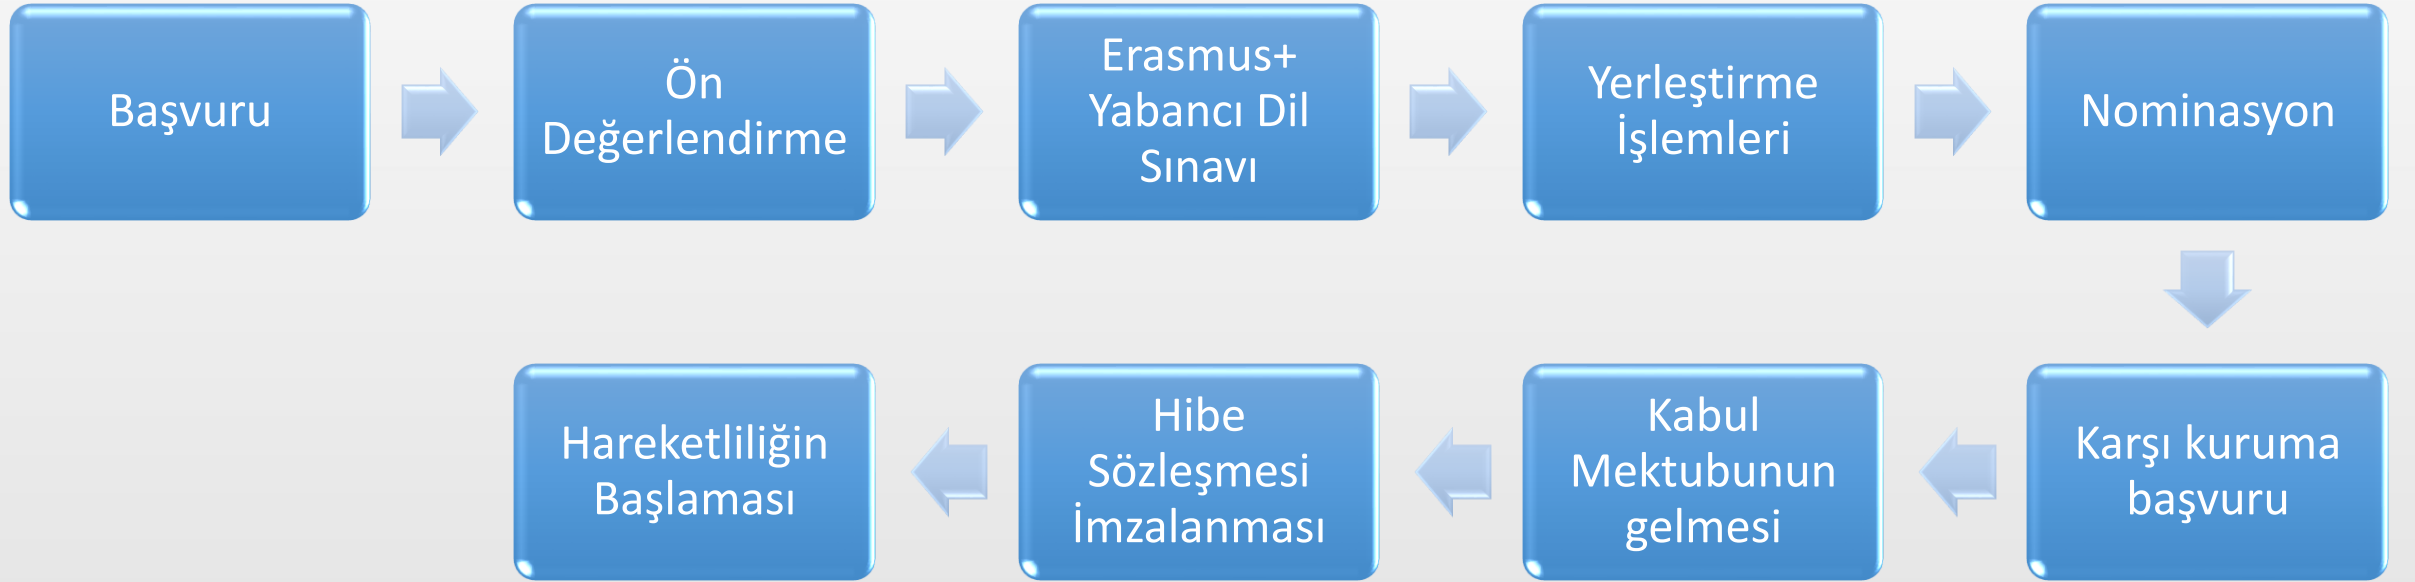 Başvuru
Ön
Değerlendirme
Erasmus+
Yabancı Dil
Sınavı
Yerleştirme
İşlemleri
Nominasyon
Karşı kuruma
başvuru
Kabul
Mektubunun
gelmesi
Hibe
Sözleşmesi
İmzalanması
Hareketliliğin
Başlaması